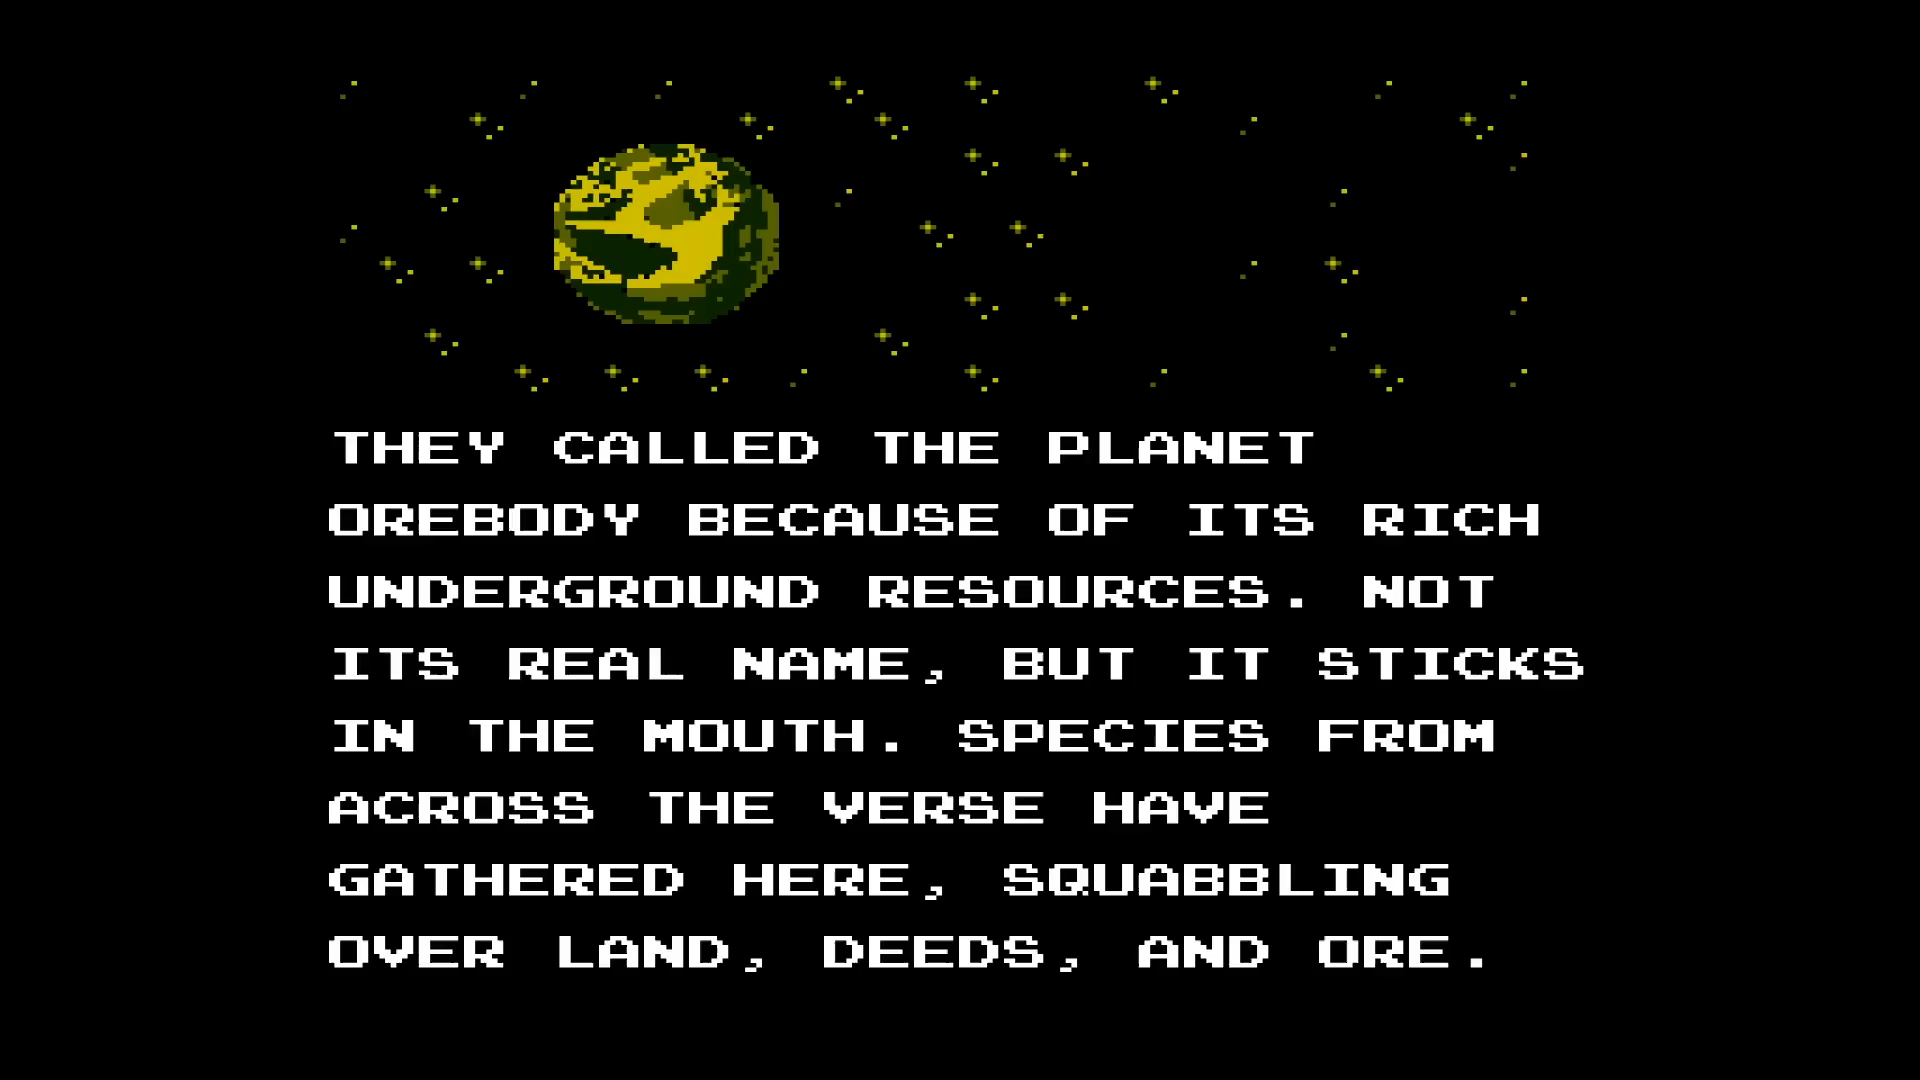 THEY CALLED THE PLANET
OREBODY BECAUSE OF ITS RICH
UNDERGROUND RESOURCES. NOT
ITS REAL NAME, BUT IT STICKS
IN THE MOUTH. SPECIES FROM
ACROSS THE VERSE HAVE
GATHERED HERE, SQUABBLING
OVER LAND, DEEDS, AND ORE.